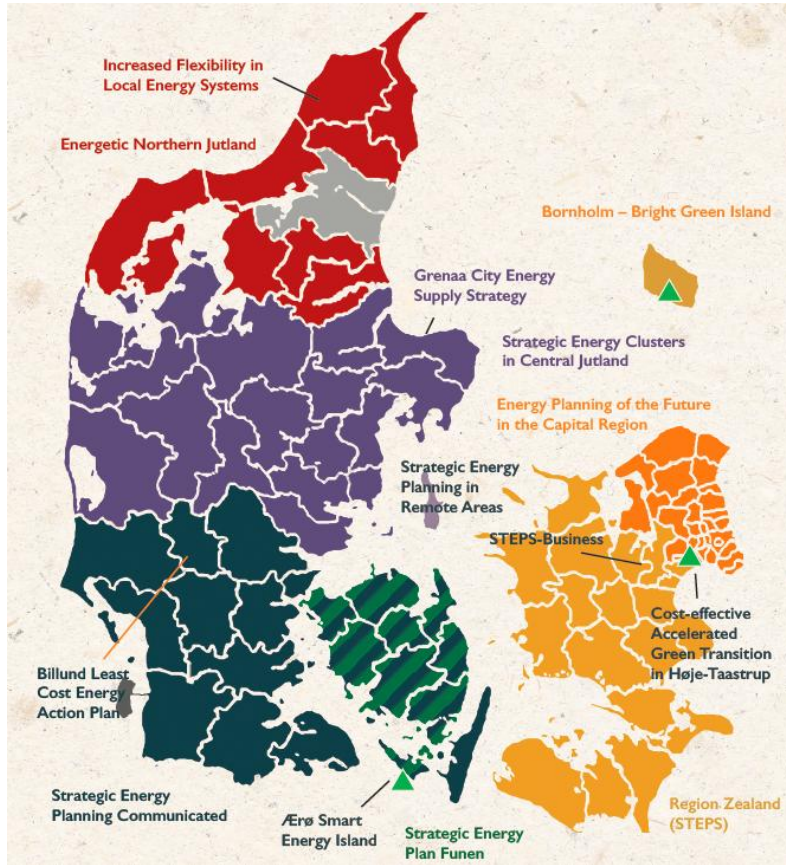 Increased Flexibility in
Local Energy Systems
Energetic Northern Jutland
Bornholm – Bright Green Island
Grenaa City Energy
Supply Strategy
Strategic Energy Clusters
in Central Jutland
Energy Planning of the Future
in the Capital Region
Strategic Energy
Planning in
Remote Areas
STEPS-Business
Cost-effective
Accelerated
Green Transition
in Høje-Taastrup
Billund Least
Cost Energy
Action Plan
Strategic Energy
Planning Communicated
Ærø Smart
Energy Island
Strategic Energy
Plan Funen
Region Zealand
(STEPS)